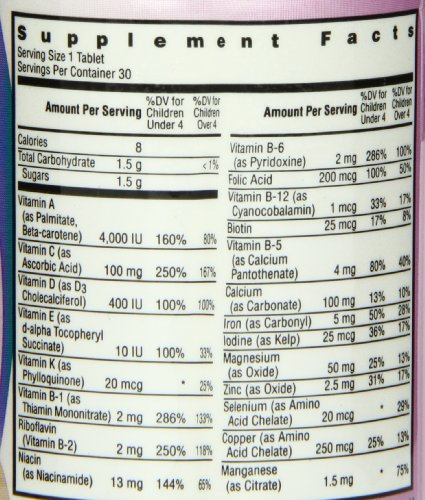 Supplement Facts
Serving Size 1 Tablet
Servings Per Container 30
Amount Per Serving %DV for Children Under 4 %DV for Children Over 4
Calories 8
Total Carbohydrate 1.5 g <1%
Sugars 1.5 g
Vitamin A
(as Palmitate,
Beta-carotene) 4,000 IU 160% 80%
Vitamin C (as
Ascorbic Acid) 100 mg 250% 167%
Vitamin D (as D3
Cholecalciferol) 400 IU 100% 100%
Vitamin E (as
d-alpha Tocopheryl
Succinate) 10 IU 100% 33%
Vitamin K (as
Phylloquinone) 20 mcg * 25%
Vitamin B-1 (as
Thiamin Mononitrate) 2 mg 286% 133%
Riboflavin
(Vitamin B-2) 2 mg 250% 118%
Niacin
(as Niacinamide) 13 mg 144% 65%
Amount Per Serving %DV for Children Under 4 %DV for Children Over 4
Vitamin B-6
(as Pyridoxine) 2 mg 286% 100%
Folic Acid 200 mcg 100% 50%
Vitamin B-12 (as
Cyanocobalamin) 1 mcg 33% 17%
Biotin 25 mcg 17% 8%
Vitamin B-5
(as Calcium
Pantothenate) 4 mg 80% 40%
Calcium
(as Carbonate) 100 mg 13% 10%
Iron (as Carbonyl) 5 mg 50% 28%
Iodine (as Kelp) 25 mcg 36% 17%
Magnesium
(as Oxide) 50 mg 25% 13%
Zinc (as Oxide) 2.5 mg 31% 17%
Selenium (as Amino
Acid Chelate) 20 mcg * 29%
Copper (as Amino
Acid Chelate) 250 mcg 25% 13%
Manganese
(as Citrate) 1.5 mg * 75%